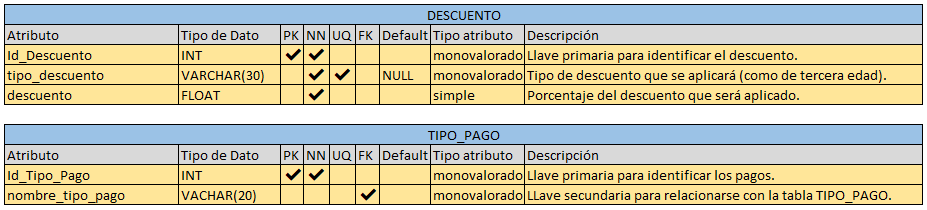 DESCUENTO
Atributo Tipo de Dato PK NN UQ FK Default Tipo atributo Descripción
Id_Descuento INT ✔ ✔ monovalorado Llave primaria para identificar el descuento.
tipo_descuento VARCHAR(30) ✔ ✔ NULL monovalorado Tipo de descuento que se aplicará (como de tercera edad).
descuento FLOAT ✔ simple Porcentaje del descuento que será aplicado.
TIPO_PAGO
Atributo Tipo de Dato PK NN UQ FK Default Tipo atributo Descripción
Id_Tipo_Pago INT ✔ ✔ monovalorado Llave primaria para identificar los pagos.
nombre_tipo_pago VACHAR(20) ✔ monovalorado LLave secundaria para relacionarse con la tabla TIPO_PAGO.